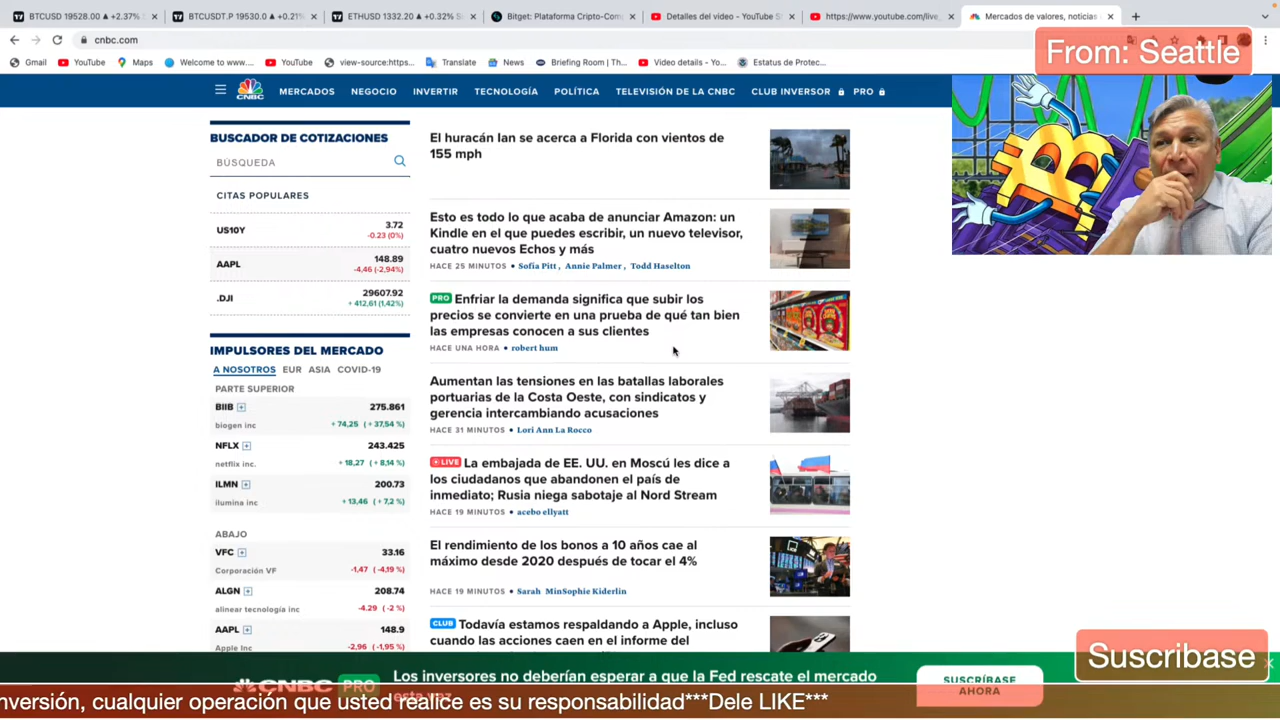 BTCUSD 19528.00 ▲ +2.37%
BTCUSDT.P 19530.0 ▲ +0.21%
ETHUSD 1332.20 ▲ +0.32%
Bitget: Plataforma Cripto-Com
Detalles del video - YouTube S
https://www.youtube.com/live_
Mercados de valores, noticias
cnbc.com
From: Seattle
Gmail
YouTube
Maps
Welcome to www....
YouTube
view-source:https...
Translate
News
Briefing Room | Th...
Video details - Yo...
Estatus de Protec...
CNBC
MERCADOS
NEGOCIO
INVERTIR
TECNOLOGÍA
POLÍTICA
TELEVISIÓN DE LA CNBC
CLUB INVERSOR
PRO
BUSCADOR DE COTIZACIONES
BÚSQUEDA
CITAS POPULARES
US10Y 3.72
-0.23 (0%)
AAPL 148.89
-4,46 (-2,94%)
.DJI 29607.92
+ 412,61 (1,42%)
IMPULSORES DEL MERCADO
A NOSOTROS EUR ASIA COVID-19
PARTE SUPERIOR
BIIB 275.861
biogen inc + 74,25 ( + 37,54 %)
NFLX 243.425
netflix inc. + 18,27 ( + 8,14 %)
ILMN 200.73
ilumina inc + 13,46 ( + 7,2 %)
ABAJO
VFC 33.16
Corporación VF -1,47 ( -4,19 %)
ALGN 208.74
alinear tecnología inc -4.29 ( -2 %)
AAPL 148.9
Apple Inc -2,96 ( -1,95 %)
El huracán Ian se acerca a Florida con vientos de
155 mph
Esto es todo lo que acaba de anunciar Amazon: un
Kindle en el que puedes escribir, un nuevo televisor,
cuatro nuevos Echos y más
HACE 25 MINUTOS • Sofía Pitt , Annie Palmer , Todd Haselton
PRO Enfriar la demanda significa que subir los
precios se convierte en una prueba de qué tan bien
las empresas conocen a sus clientes
HACE UNA HORA • robert hum
Aumentan las tensiones en las batallas laborales
portuarias de la Costa Oeste, con sindicatos y
gerencia intercambiando acusaciones
HACE 31 MINUTOS • Lori Ann La Rocco
LIVE La embajada de EE. UU. en Moscú les dice a
los ciudadanos que abandonen el país de
inmediato; Rusia niega sabotaje al Nord Stream
HACE 19 MINUTOS • acebo ellyatt
El rendimiento de los bonos a 10 años cae al
máximo desde 2020 después de tocar el 4%
HACE 19 MINUTOS • Sarah MinSophie Kiderlin
CLUB Todavía estamos respaldando a Apple, incluso
cuando las acciones caen en el informe del
Suscribase
CNBC PRO
Los inversores no deberían esperar a que la Fed rescate el mercado
esta vez
SUSCRÍBASE
AHORA
nversión, cualquier operación que usted realice es su responsabilidad***Dele LIKE***